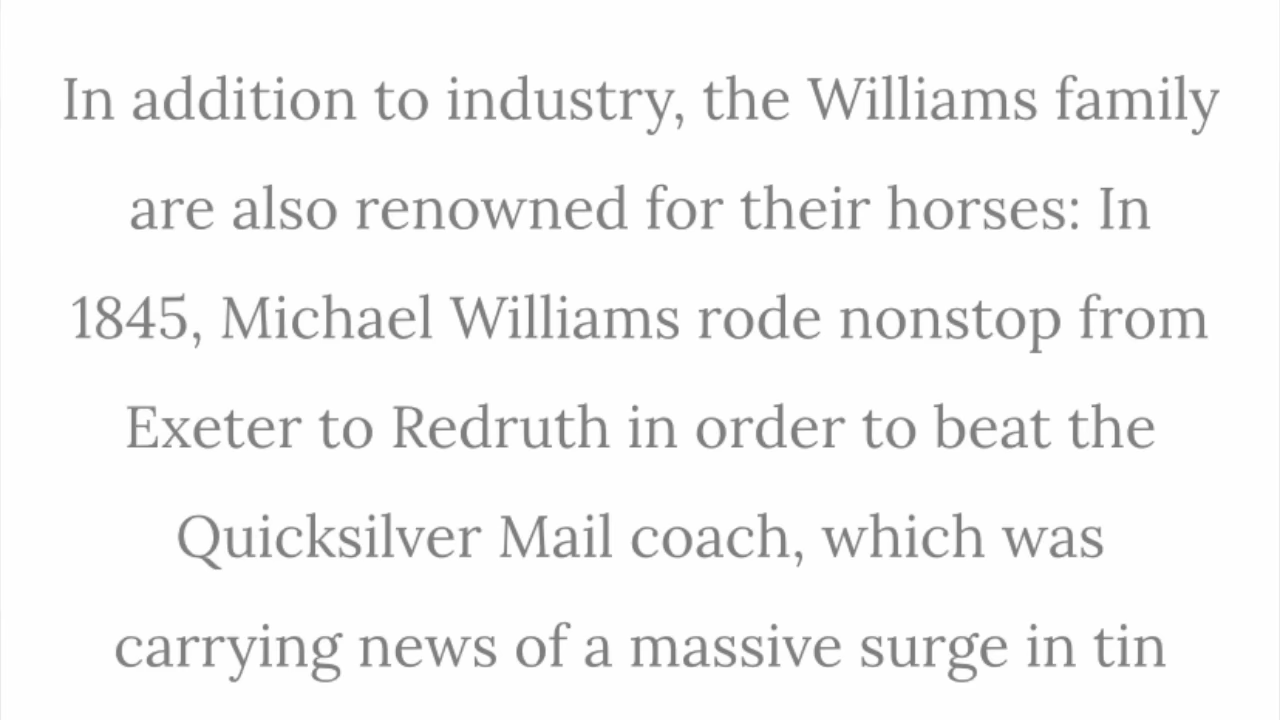 In addition to industry, the Williams family
are also renowned for their horses: In
1845, Michael Williams rode nonstop from
Exeter to Redruth in order to beat the
Quicksilver Mail coach, which was
carrying news of a massive surge in tin